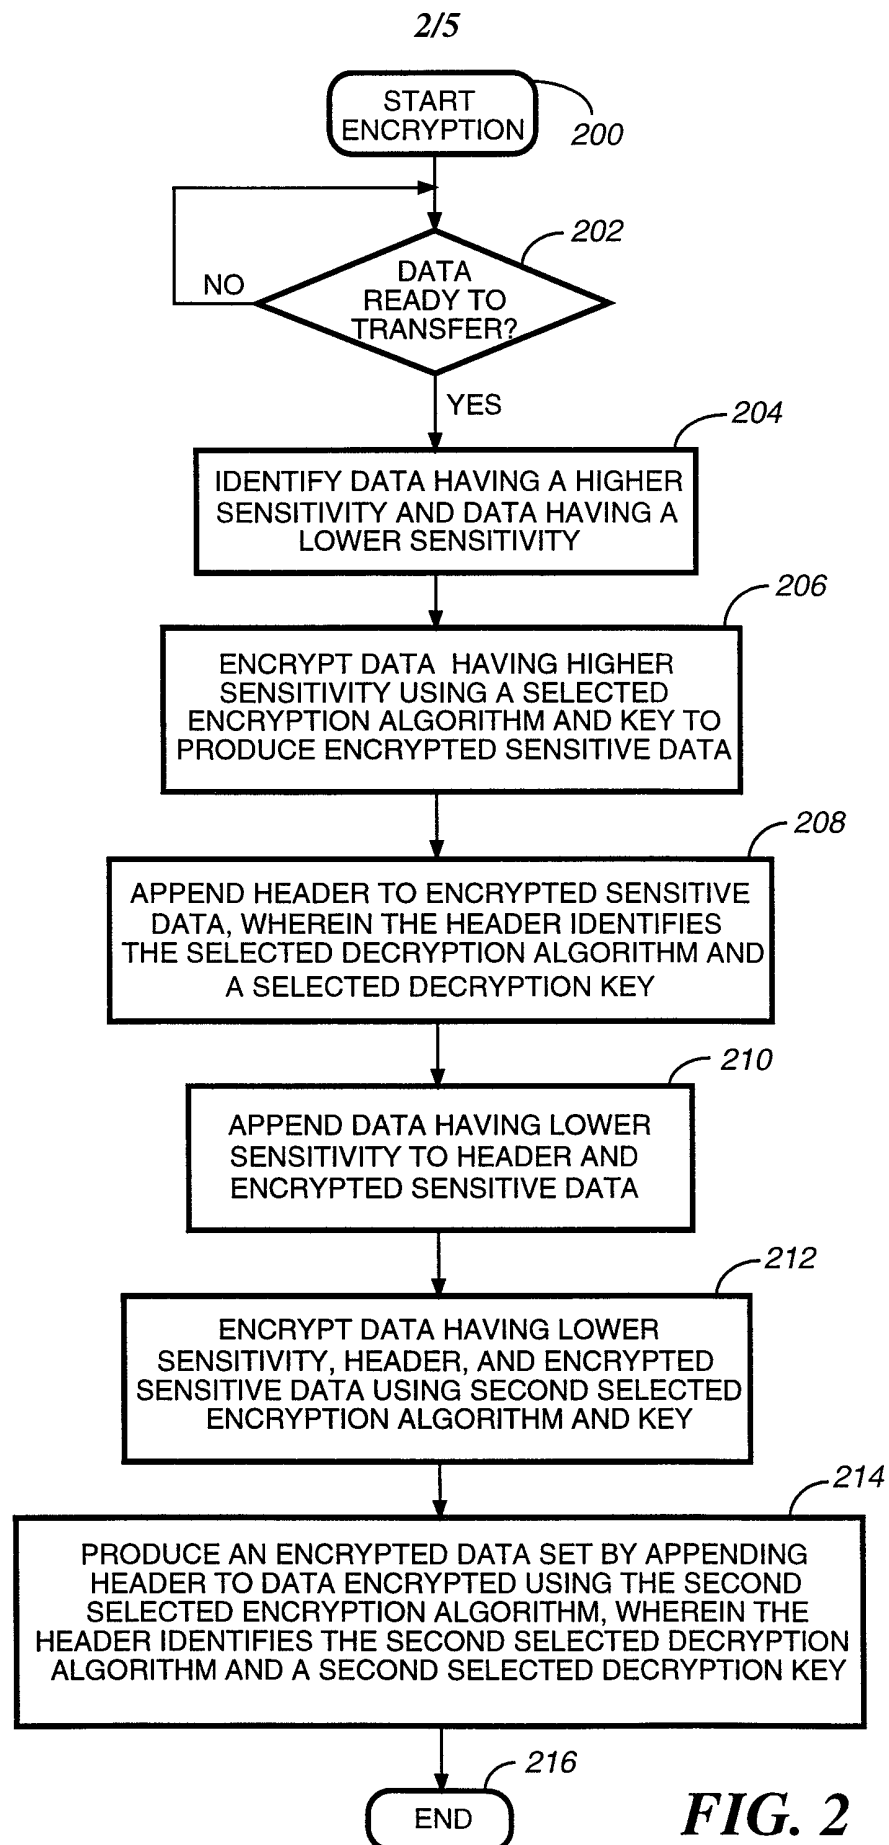 2/5
START
ENCRYPTION
200
202
DATA
READY TO
TRANSFER?
NO
YES
204
IDENTIFY DATA HAVING A HIGHER
SENSITIVITY AND DATA HAVING A
LOWER SENSITIVITY
206
ENCRYPT DATA HAVING HIGHER
SENSITIVITY USING A SELECTED
ENCRYPTION ALGORITHM AND KEY TO
PRODUCE ENCRYPTED SENSITIVE DATA
208
APPEND HEADER TO ENCRYPTED SENSITIVE
DATA, WHEREIN THE HEADER IDENTIFIES
THE SELECTED DECRYPTION ALGORITHM AND
A SELECTED DECRYPTION KEY
210
APPEND DATA HAVING LOWER
SENSITIVITY TO HEADER AND
ENCRYPTED SENSITIVE DATA
212
ENCRYPT DATA HAVING LOWER
SENSITIVITY, HEADER, AND ENCRYPTED
SENSITIVE DATA USING SECOND SELECTED
ENCRYPTION ALGORITHM AND KEY
214
PRODUCE AN ENCRYPTED DATA SET BY APPENDING
HEADER TO DATA ENCRYPTED USING THE SECOND
SELECTED ENCRYPTION ALGORITHM, WHEREIN THE
HEADER IDENTIFIES THE SECOND SELECTED DECRYPTION
ALGORITHM AND A SECOND SELECTED DECRYPTION KEY
216
END
FIG. 2